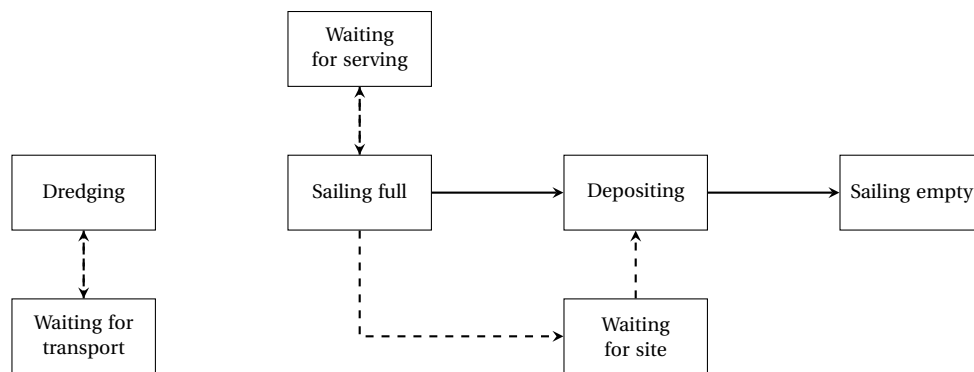 Waiting
for serving
Dredging
Sailing full
Depositing
Sailing empty
Waiting for
transport
Waiting
for site